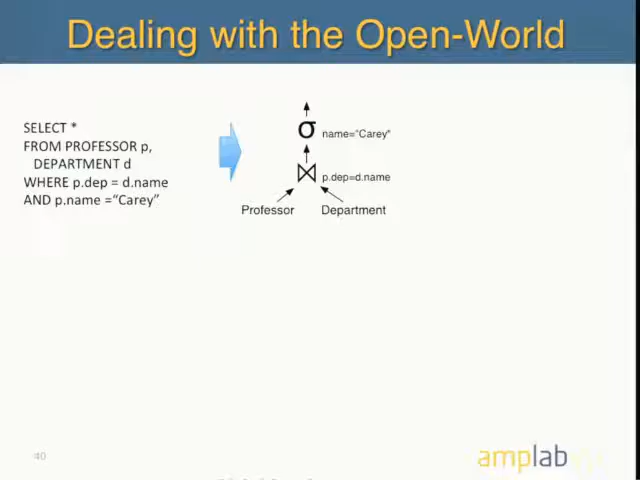 Dealing with the Open-World
SELECT *
FROM PROFESSOR p,
DEPARTMENT d
WHERE p.dep = d.name
AND p.name =“Carey”
σ name="Carey"
⋈ p.dep=d.name
Professor Department
40
amplab